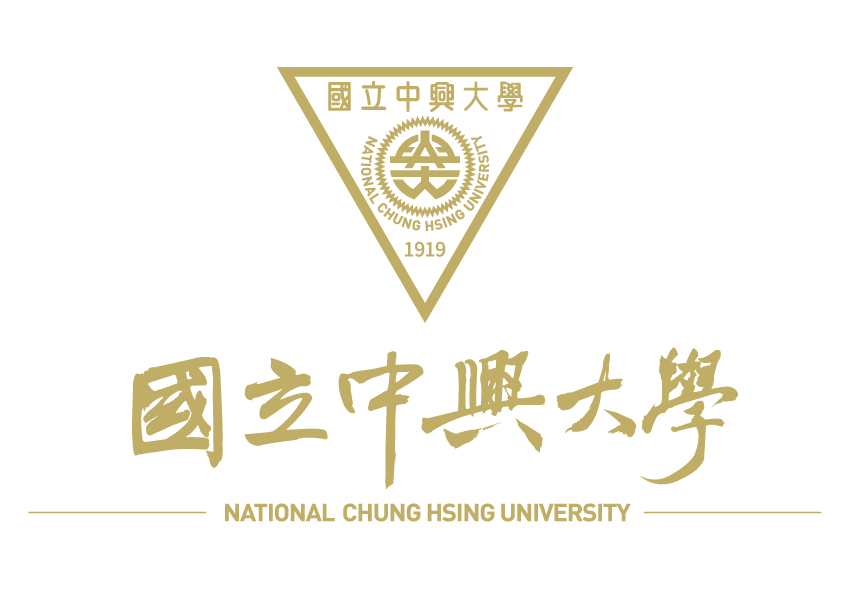 國立中興大學
NATIONAL CHUNG HSING UNIVERSITY
1919
國立中興大學
NATIONAL CHUNG HSING UNIVERSITY